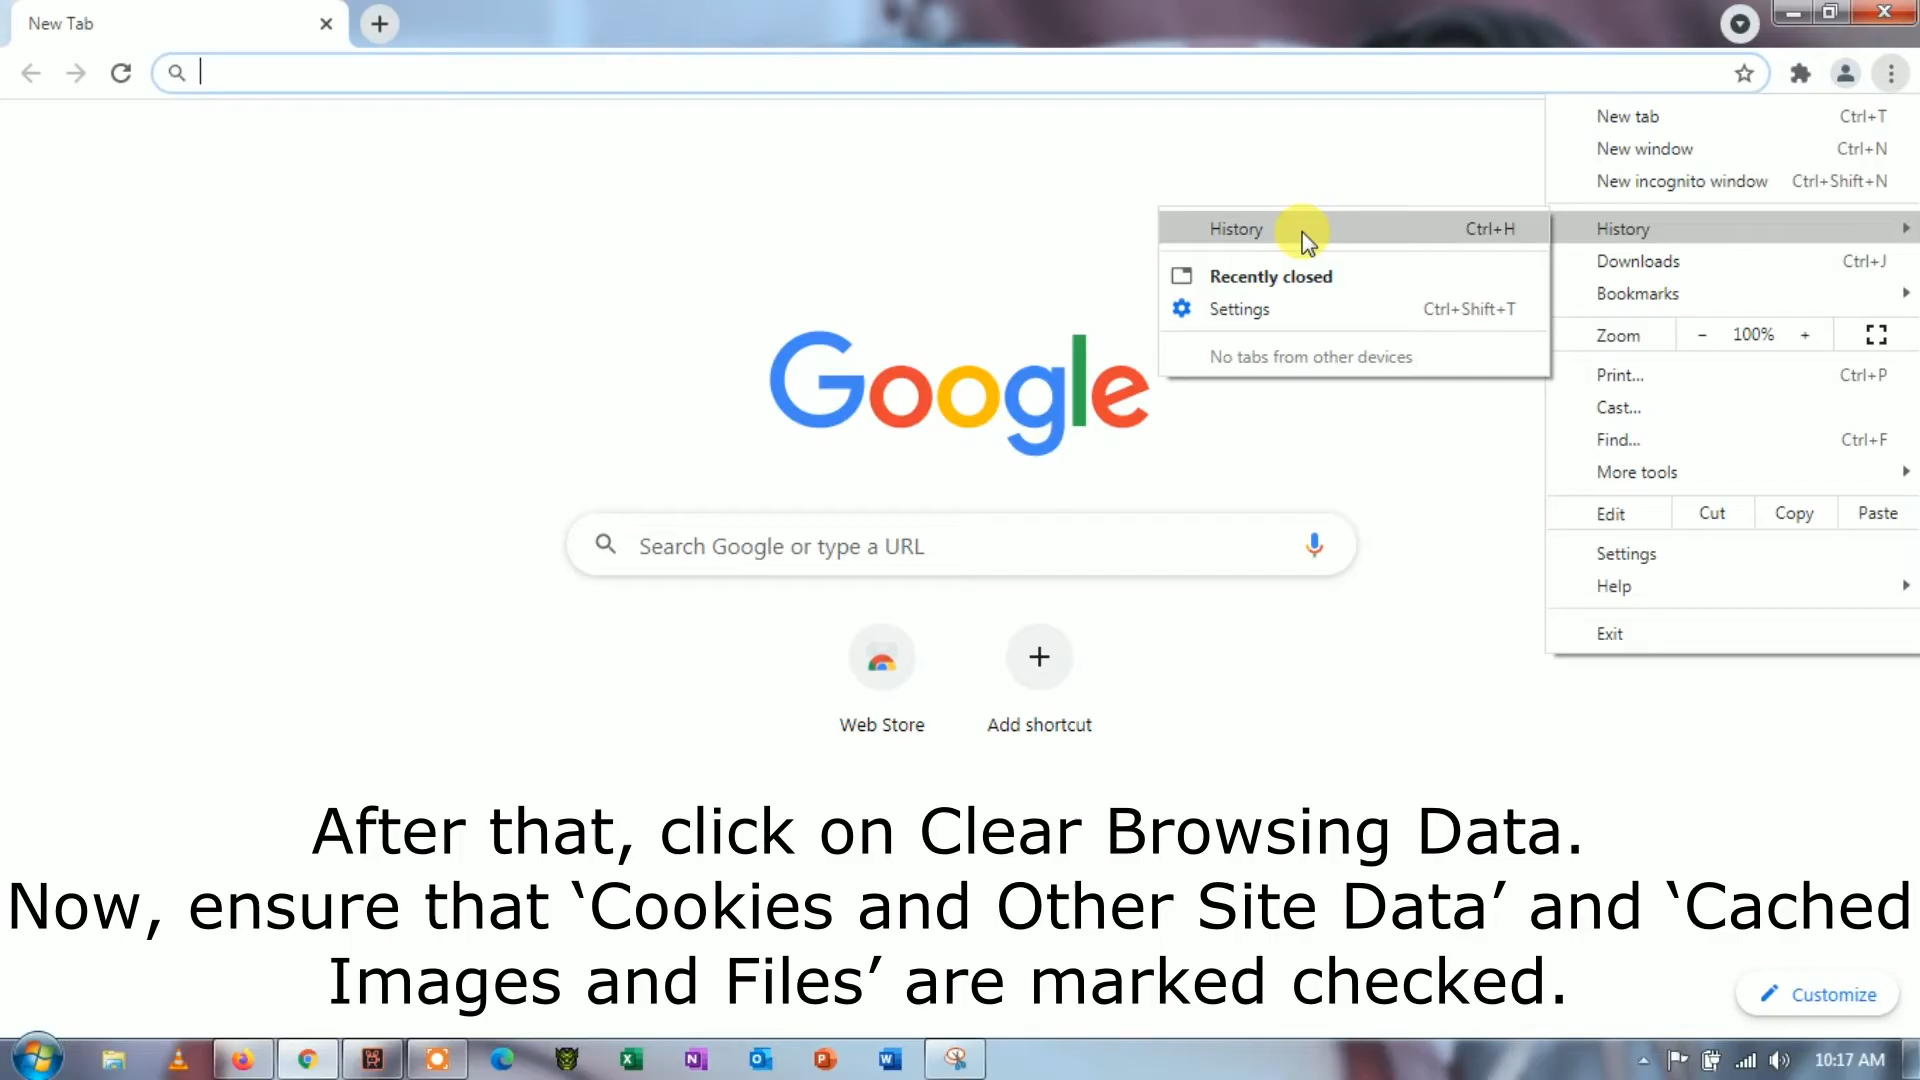 New Tab
New tab Ctrl+T
New window Ctrl+N
New incognito window Ctrl+Shift+N
History
Downloads Ctrl+J
Bookmarks
Zoom - 100% +
Print... Ctrl+P
Cast...
Find... Ctrl+F
More tools
Edit Cut Copy Paste
Settings
Help
Exit
History Ctrl+H
Recently closed
Settings Ctrl+Shift+T
No tabs from other devices
Google
Search Google or type a URL
Web Store
Add shortcut
After that, click on Clear Browsing Data.
Now, ensure that ‘Cookies and Other Site Data’ and ‘Cached
Images and Files’ are marked checked.
Customize
10:17 AM